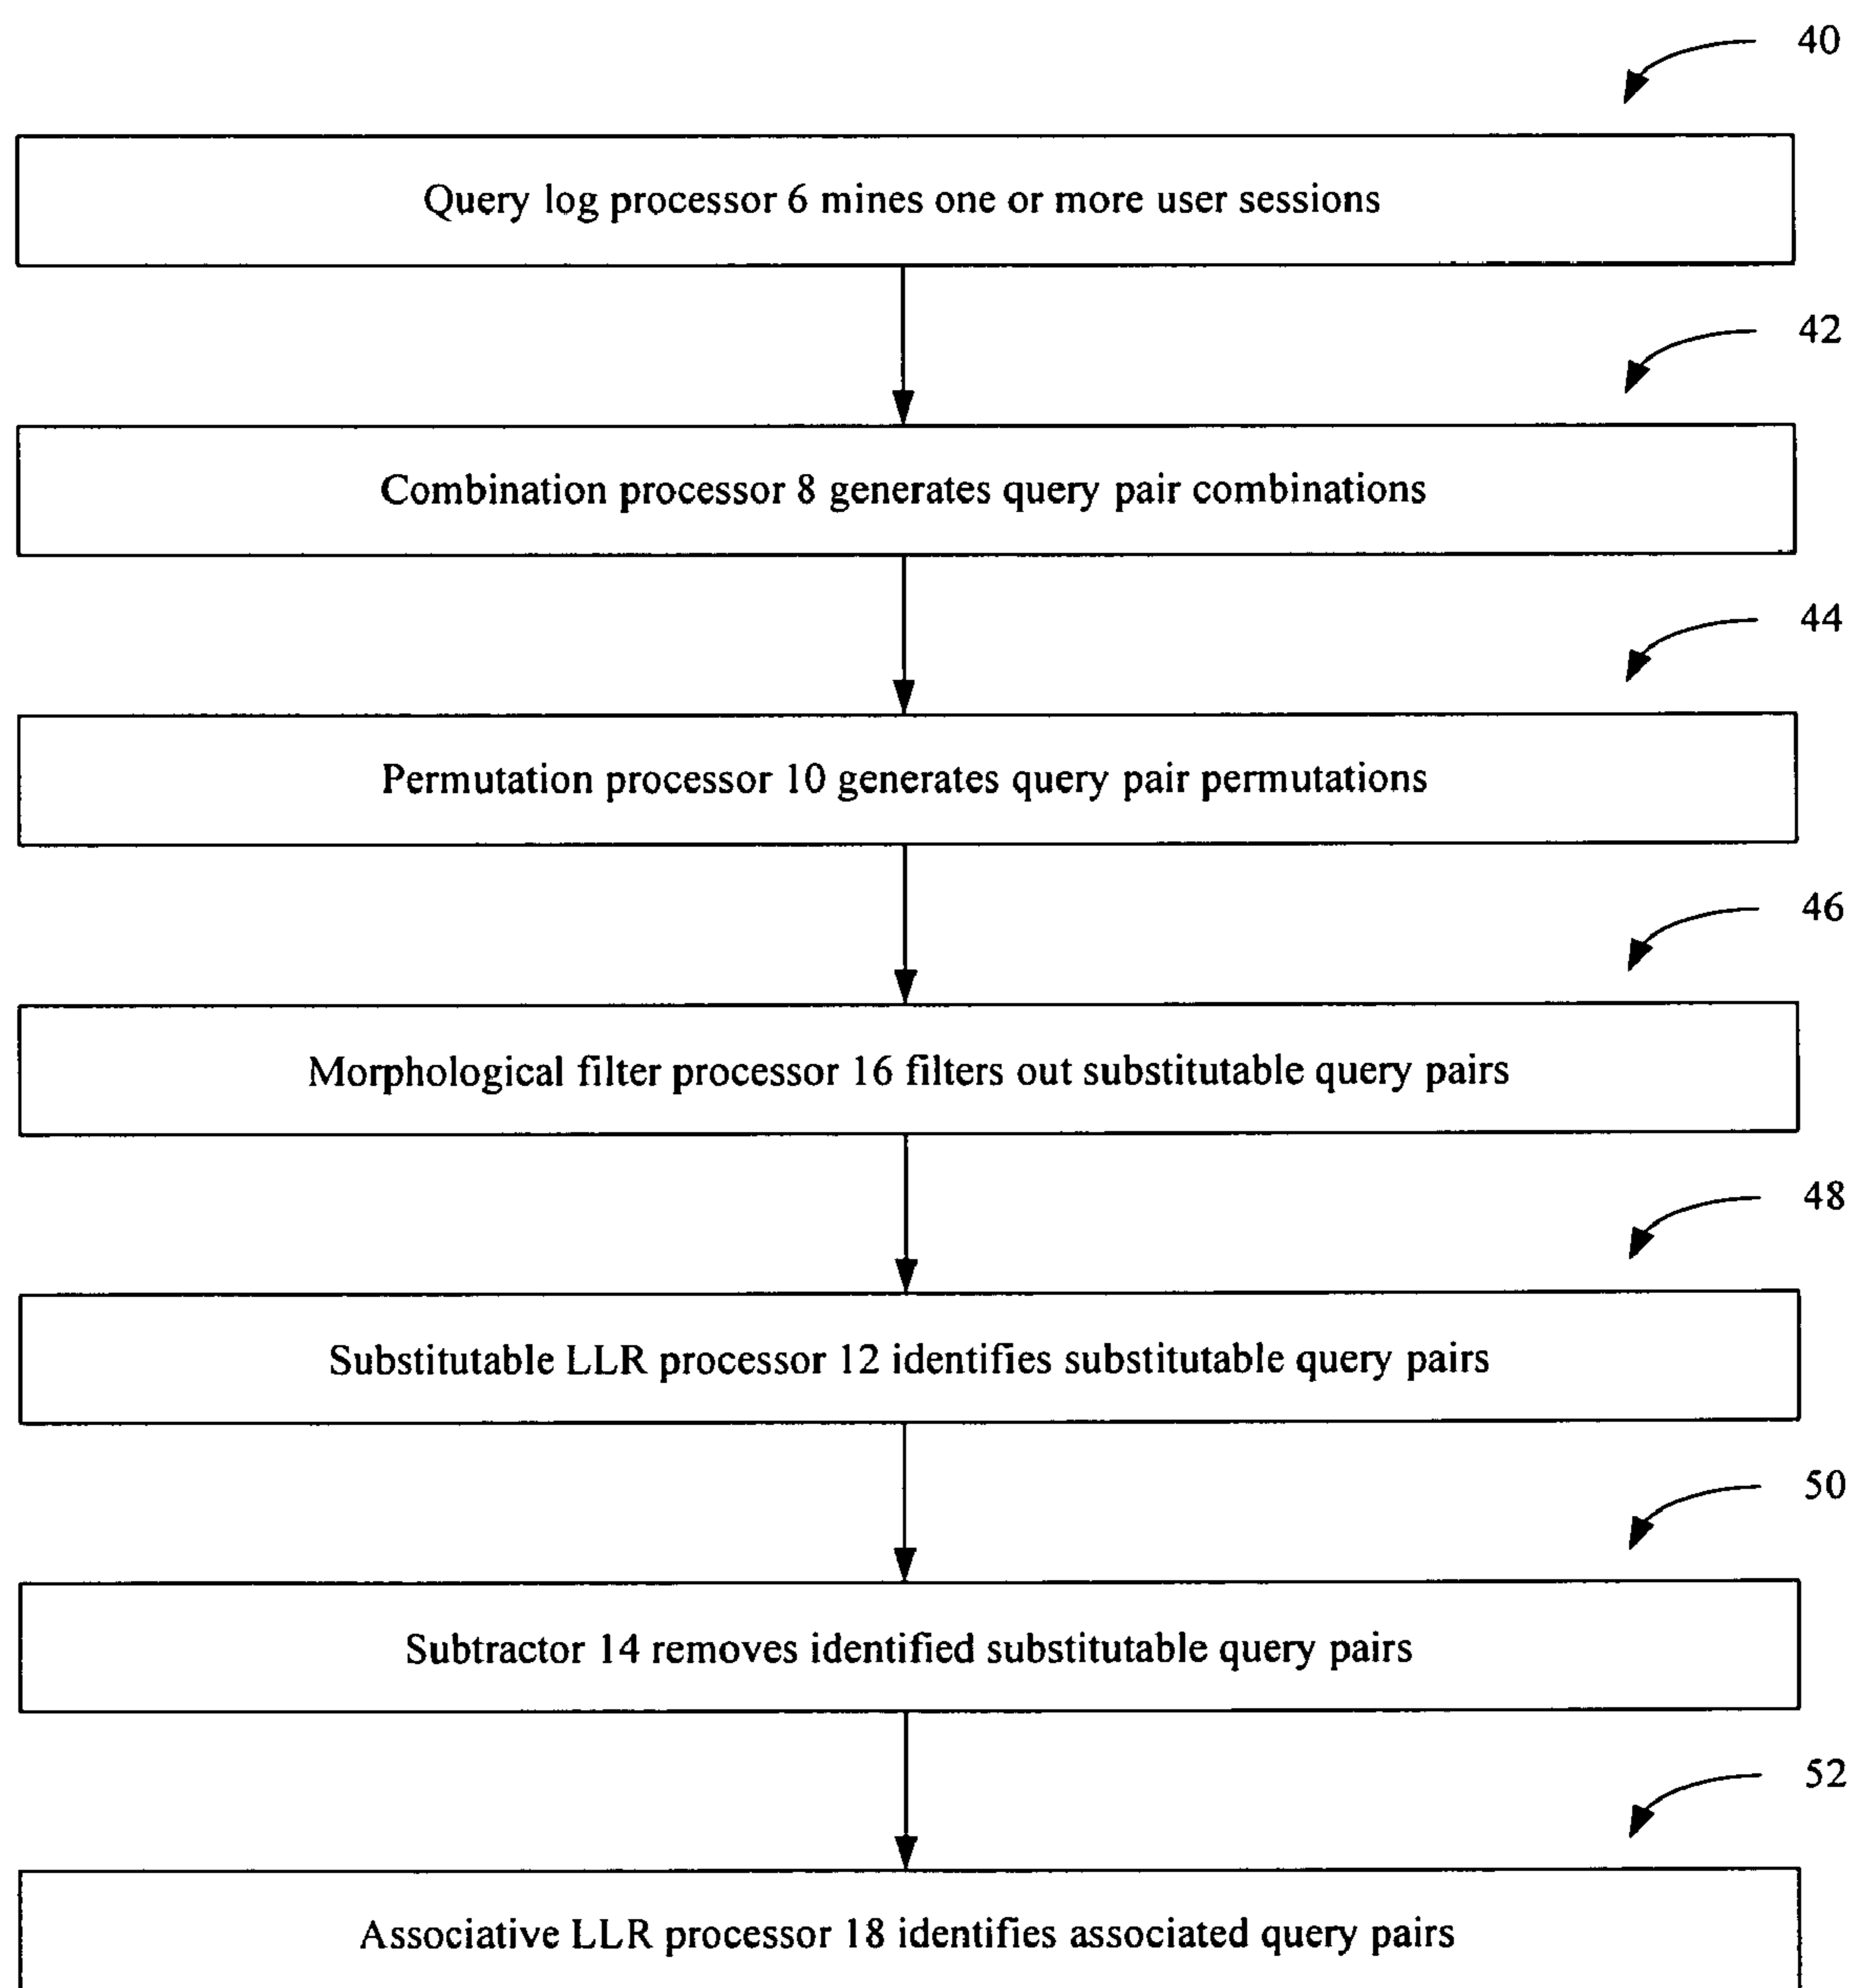 40
Query log processor 6 mines one or more user sessions
42
Combination processor 8 generates query pair combinations
44
Permutation processor 10 generates query pair permutations
46
Morphological filter processor 16 filters out substitutable query pairs
48
Substitutable LLR processor 12 identifies substitutable query pairs
50
Subtractor 14 removes identified substitutable query pairs
52
Associative LLR processor 18 identifies associated query pairs